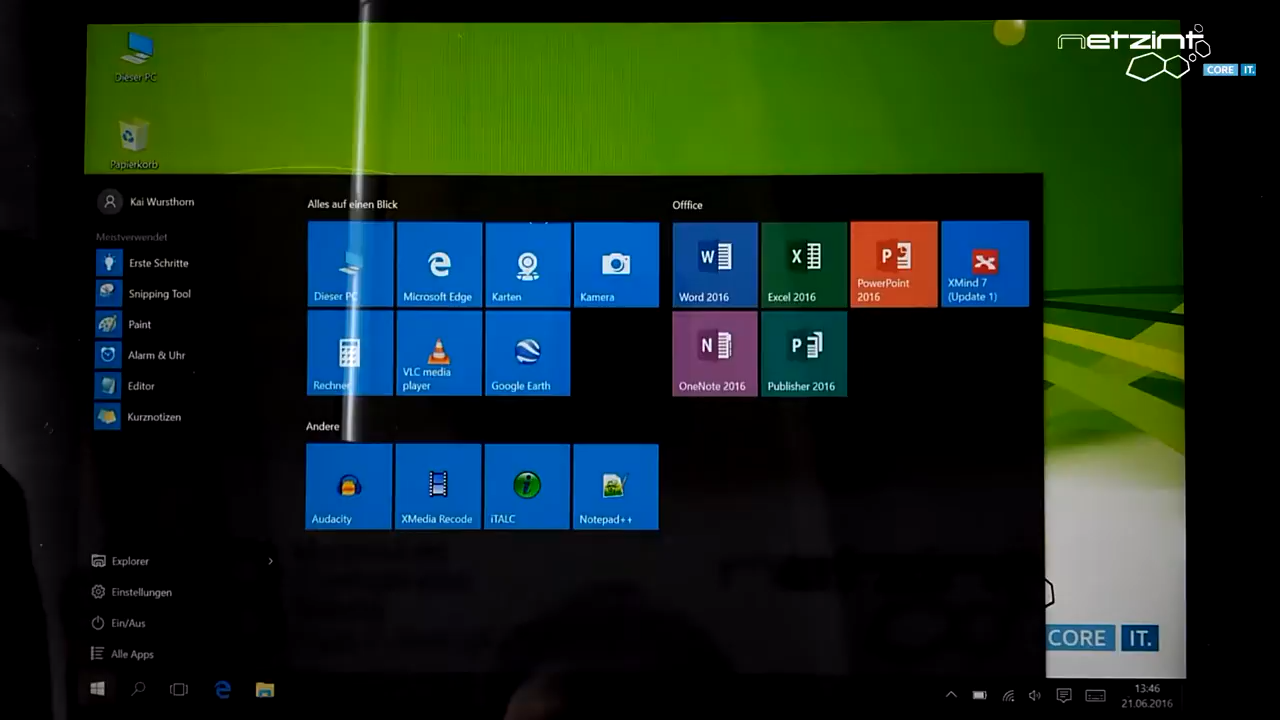 netzint
CORE IT.
Dieser PC
Papierkorb
Kai Wursthorn
Meistverwendet
Erste Schritte
Snipping Tool
Paint
Alarm & Uhr
Editor
Kurznotizen
Explorer
Einstellungen
Ein/Aus
Alle Apps
Alles auf einen Blick
Dieser PC
Microsoft Edge
Karten
Kamera
Rechner
VLC media
player
Google Earth
Andere
Audacity
XMedia Recode
iTALC
Notepad++
Offfice
Word 2016
Excel 2016
PowerPoint
2016
XMind 7
(Update 1)
OneNote 2016
Publisher 2016
CORE IT.
13:46
21.06.2016